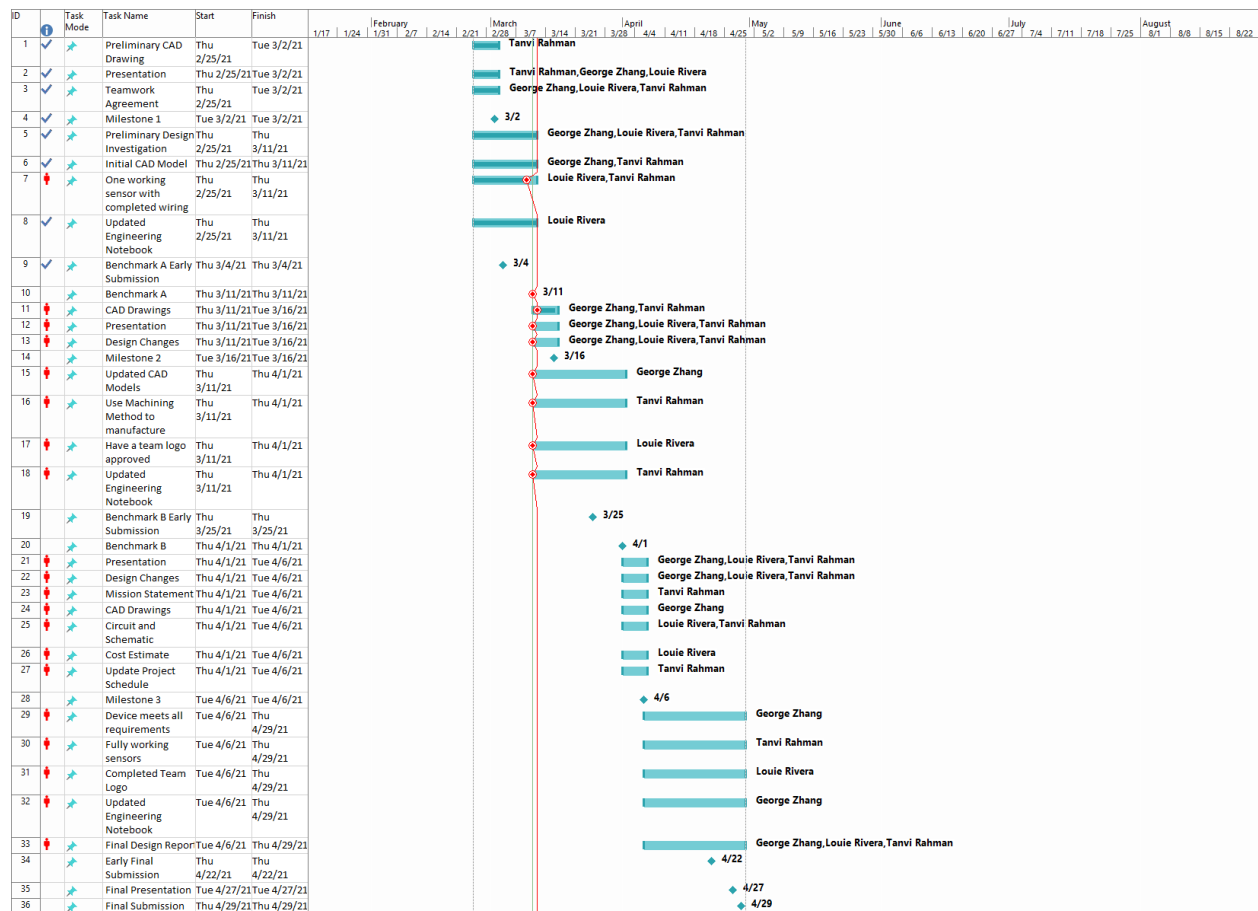 ID Task Mode Task Name Start Finish
February March April May June July August
1/17 1/24 1/31 2/7 2/14 2/21 2/28 3/7 3/14 3/21 3/28 4/4 4/11 4/18 4/25 5/2 5/9 5/16 5/23 5/30 6/6 6/13 6/20 6/27 7/4 7/11 7/18 7/25 8/1 8/8 8/15 8/22
1 Preliminary CAD Drawing Thu 2/25/21 Tue 3/2/21 Tanvi Rahman
2 Presentation Thu 2/25/21 Tue 3/2/21 Tanvi Rahman,George Zhang,Louie Rivera
3 Teamwork Agreement Thu 2/25/21 Tue 3/2/21 George Zhang,Louie Rivera,Tanvi Rahman
4 Milestone 1 Tue 3/2/21 Tue 3/2/21 3/2
5 Preliminary Design Investigation Thu 2/25/21 Thu 3/11/21 George Zhang,Louie Rivera,Tanvi Rahman
6 Initial CAD Model Thu 2/25/21 Thu 3/11/21 George Zhang,Tanvi Rahman
7 One working sensor with completed wiring Thu 2/25/21 Thu 3/11/21 Louie Rivera,Tanvi Rahman
8 Updated Engineering Notebook Thu 2/25/21 Thu 3/11/21 Louie Rivera
9 Benchmark A Early Submission Thu 3/4/21 Thu 3/4/21 3/4
10 Benchmark A Thu 3/11/21 Thu 3/11/21 3/11
11 CAD Drawings Thu 3/11/21 Tue 3/16/21 George Zhang,Tanvi Rahman
12 Presentation Thu 3/11/21 Tue 3/16/21 George Zhang,Louie Rivera,Tanvi Rahman
13 Design Changes Thu 3/11/21 Tue 3/16/21 George Zhang,Louie Rivera,Tanvi Rahman
14 Milestone 2 Tue 3/16/21 Tue 3/16/21 3/16
15 Updated CAD Models Thu 3/11/21 Thu 4/1/21 George Zhang
16 Use Machining Method to manufacture Thu 3/11/21 Thu 4/1/21 Tanvi Rahman
17 Have a team logo approved Thu 3/11/21 Thu 4/1/21 Louie Rivera
18 Updated Engineering Notebook Thu 3/11/21 Thu 4/1/21 Tanvi Rahman
19 Benchmark B Early Submission Thu 3/25/21 Thu 3/25/21 3/25
20 Benchmark B Thu 4/1/21 Thu 4/1/21 4/1
21 Presentation Thu 4/1/21 Tue 4/6/21 George Zhang,Louie Rivera,Tanvi Rahman
22 Design Changes Thu 4/1/21 Tue 4/6/21 George Zhang,Louie Rivera,Tanvi Rahman
23 Mission Statement Thu 4/1/21 Tue 4/6/21 Tanvi Rahman
24 CAD Drawings Thu 4/1/21 Tue 4/6/21 George Zhang
25 Circuit and Schematic Thu 4/1/21 Tue 4/6/21 Louie Rivera,Tanvi Rahman
26 Cost Estimate Thu 4/1/21 Tue 4/6/21 Louie Rivera
27 Update Project Schedule Thu 4/1/21 Tue 4/6/21 Tanvi Rahman
28 Milestone 3 Tue 4/6/21 Tue 4/6/21 4/6
29 Device meets all requirements Tue 4/6/21 Thu 4/29/21 George Zhang
30 Fully working sensors Tue 4/6/21 Thu 4/29/21 Tanvi Rahman
31 Completed Team Logo Tue 4/6/21 Thu 4/29/21 Louie Rivera
32 Updated Engineering Notebook Tue 4/6/21 Thu 4/29/21 George Zhang
33 Final Design Repor Tue 4/6/21 Thu 4/29/21 George Zhang,Louie Rivera,Tanvi Rahman
34 Early Final Submission Thu 4/22/21 Thu 4/22/21 4/22
35 Final Presentation Tue 4/27/21 Tue 4/27/21 4/27
36 Final Submission Thu 4/29/21 Thu 4/29/21 4/29